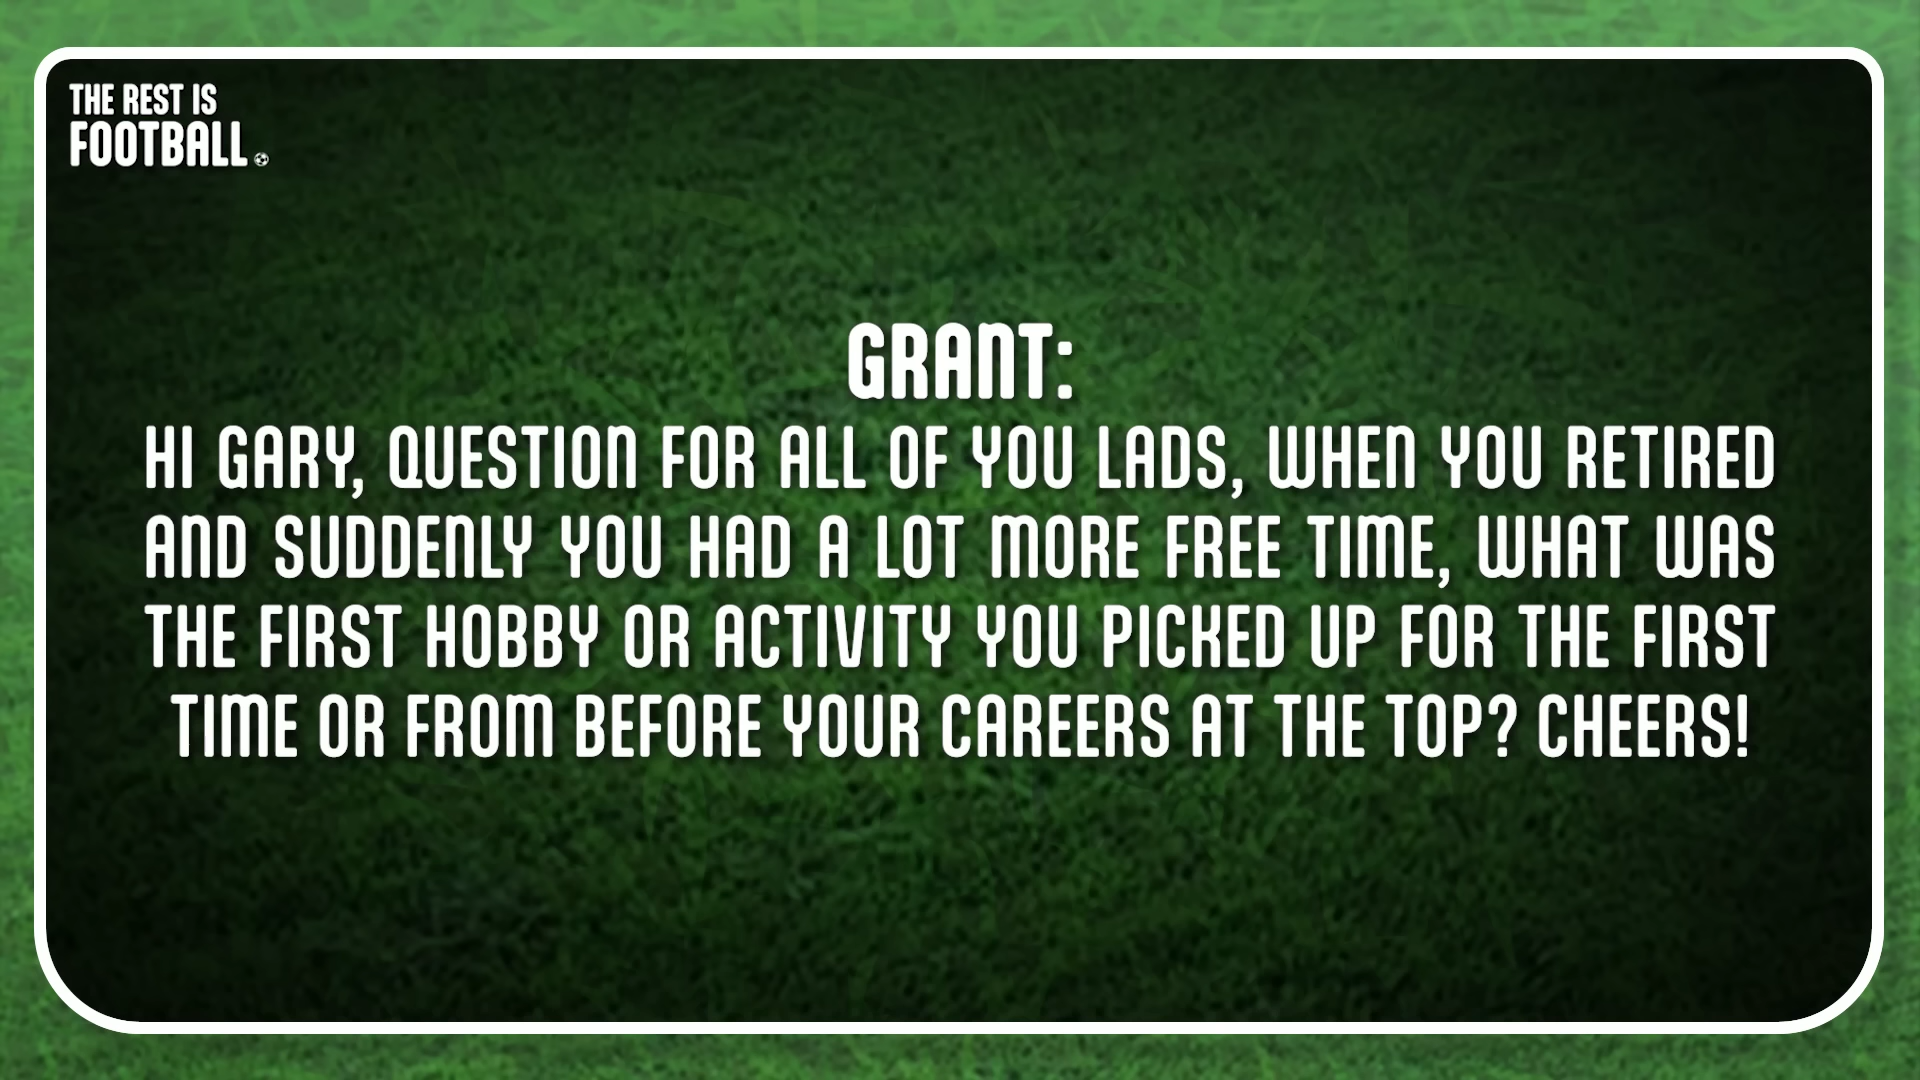 THE REST IS
FOOTBALL
GRANT:
HI GARY, QUESTION FOR ALL OF YOU LADS, WHEN YOU RETIRED
AND SUDDENLY YOU HAD A LOT MORE FREE TIME, WHAT WAS
THE FIRST HOBBY OR ACTIVITY YOU PICKED UP FOR THE FIRST
TIME OR FROM BEFORE YOUR CAREERS AT THE TOP? CHEERS!